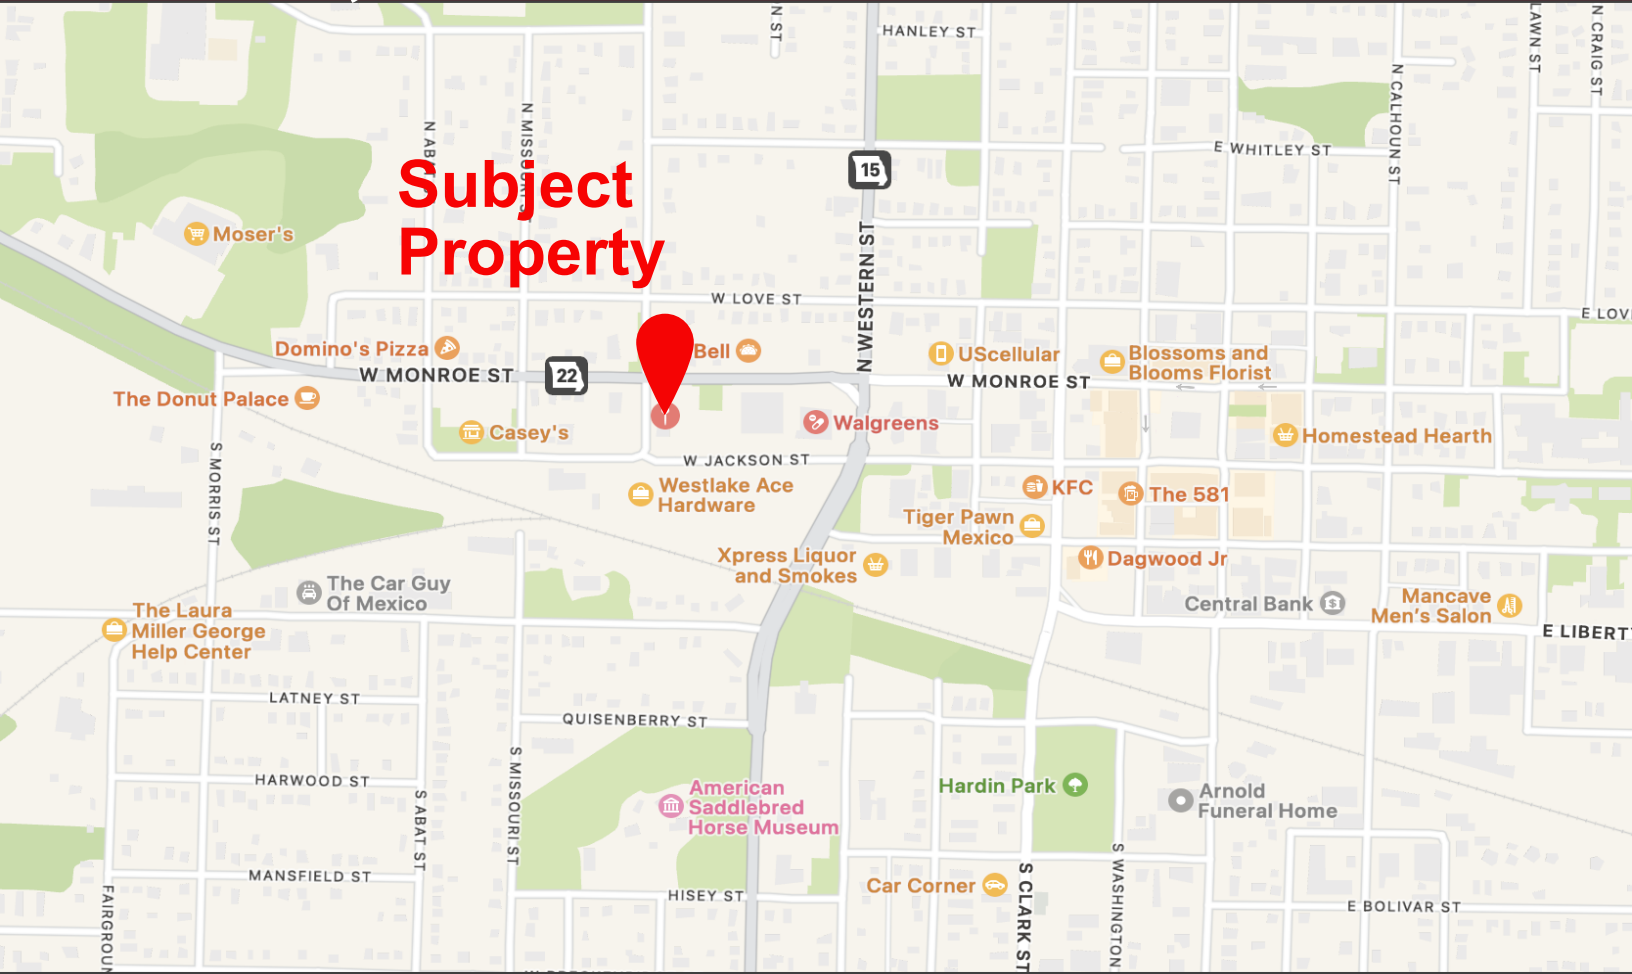 N ST
HANLEY ST
LAWN ST
N CRAIG ST
N CALHOUN ST
N MISSOURI ST
E WHITLEY ST
15
Subject
Property
Moser's
N WESTERN ST
W LOVE ST
Domino's Pizza
Bell
22
W MONROE ST
UScellular
W MONROE ST
Blossoms and
Blooms Florist
The Donut Palace
Casey's
Walgreens
Homestead Hearth
S MORRIS ST
W JACKSON ST
Westlake Ace
Hardware
KFC
The 581
Tiger Pawn
Mexico
Xpress Liquor
and Smokes
Dagwood Jr
The Car Guy
Of Mexico
Central Bank
Mancave
Men's Salon
The Laura
Miller George
Help Center
LATNEY ST
QUISENBERRY ST
HARWOOD ST
S ABAT ST
S MISSOURI ST
American
Saddlebred
Horse Museum
Hardin Park
Arnold
Funeral Home
MANSFIELD ST
HISEY ST
Car Corner
S CLARK ST
S WASHINGTON
E BOLIVAR ST